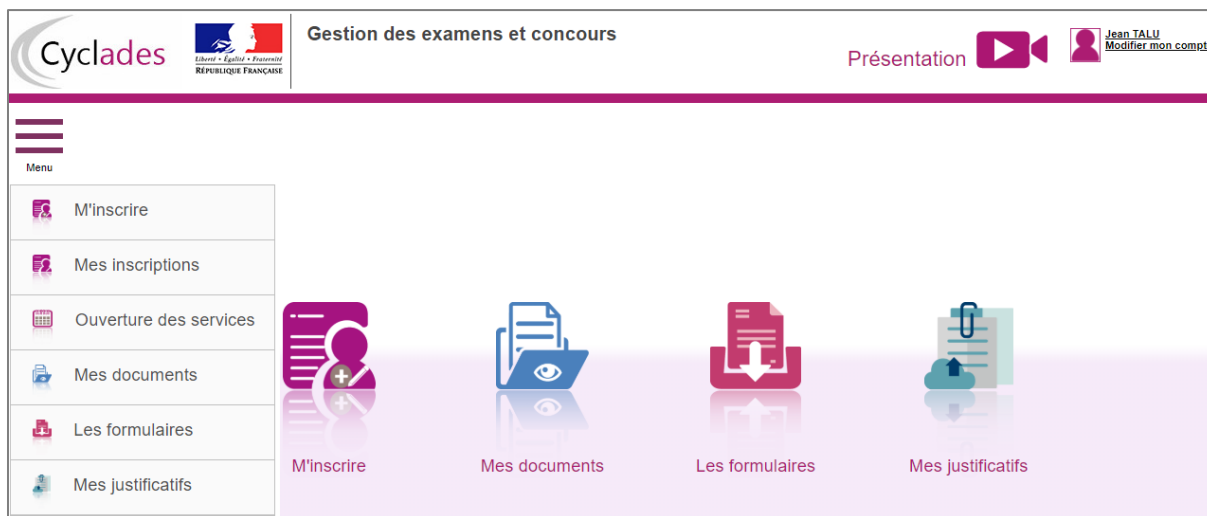 Cyclades
Liberté • Égalité • Fraternité
RÉPUBLIQUE FRANÇAISE
Gestion des examens et concours
Présentation
Jean TALU
Modifier mon compt
Menu
M'inscrire
Mes inscriptions
Ouverture des services
Mes documents
Les formulaires
Mes justificatifs
M'inscrire
Mes documents
Les formulaires
Mes justificatifs